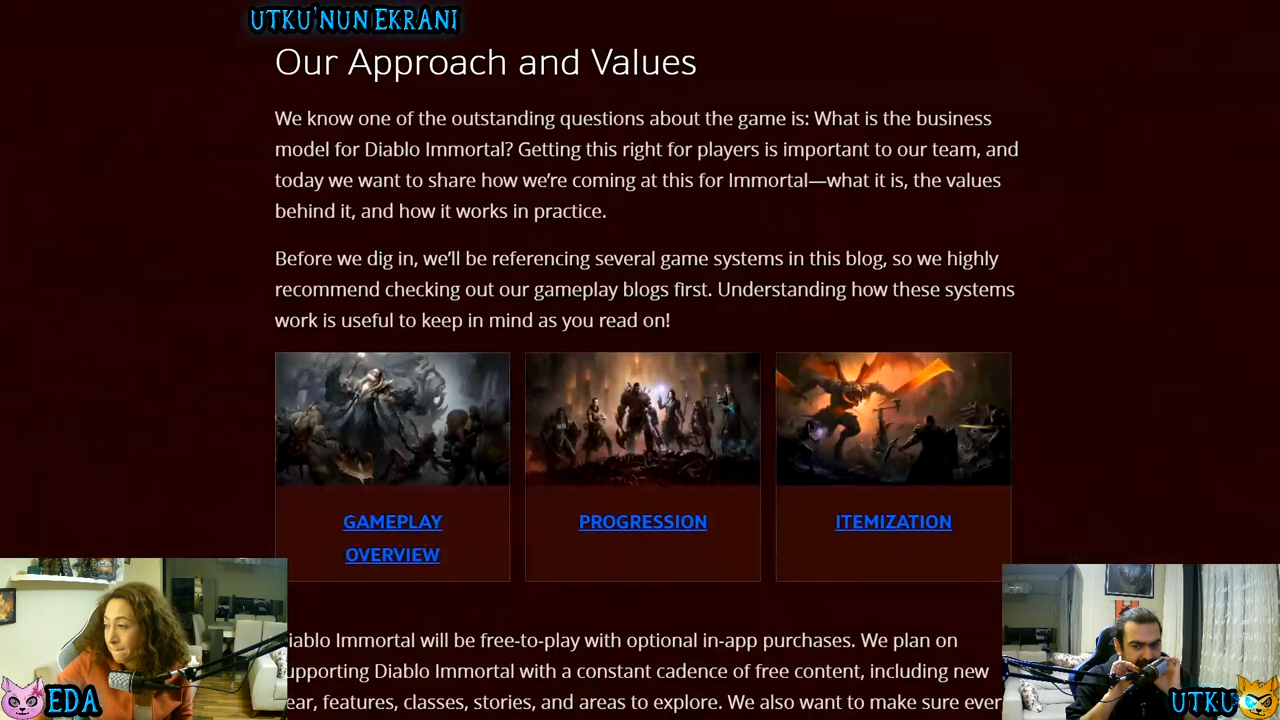 UTKU'NUN EKRANI
Our Approach and Values
We know one of the outstanding questions about the game is: What is the business
model for Diablo Immortal? Getting this right for players is important to our team, and
today we want to share how we're coming at this for Immortal—what it is, the values
behind it, and how it works in practice.
Before we dig in, we'll be referencing several game systems in this blog, so we highly
recommend checking out our gameplay blogs first. Understanding how these systems
work is useful to keep in mind as you read on!
GAMEPLAY
OVERVIEW
PROGRESSION
ITEMIZATION
iablo Immortal will be free-to-play with optional in-app purchases. We plan on
upporting Diablo Immortal with a constant cadence of free content, including new
ear, features, classes, stories, and areas to explore. We also want to make sure ever
EDA
UTKU